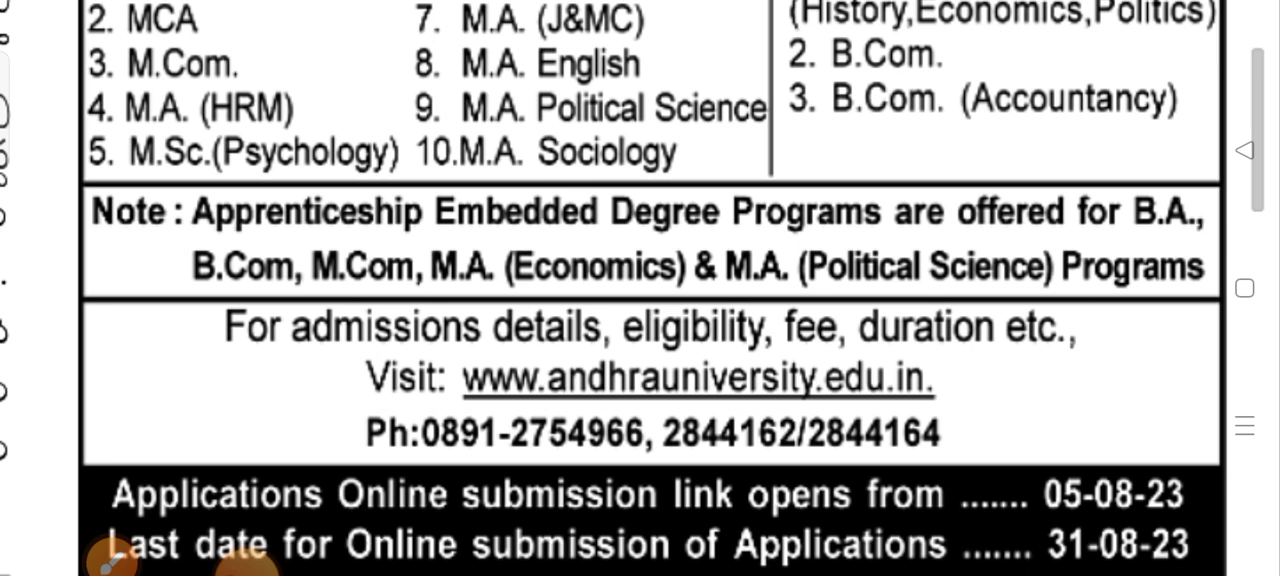 (History,Economics,Politics)
2. MCA 7. M.A. (J&MC)
2. B.Com.
3. M.Com. 8. M.A. English
3. B.Com. (Accountancy)
4. M.A. (HRM) 9. M.A. Political Science
5. M.Sc.(Psychology) 10.M.A. Sociology
Note : Apprenticeship Embedded Degree Programs are offered for B.A.,
B.Com, M.Com, M.A. (Economics) & M.A. (Political Science) Programs
For admissions details, eligibility, fee, duration etc.,
Visit: www.andhrauniversity.edu.in.
Ph:0891-2754966, 2844162/2844164
Applications Online submission link opens from ....... 05-08-23
Last date for Online submission of Applications ....... 31-08-23